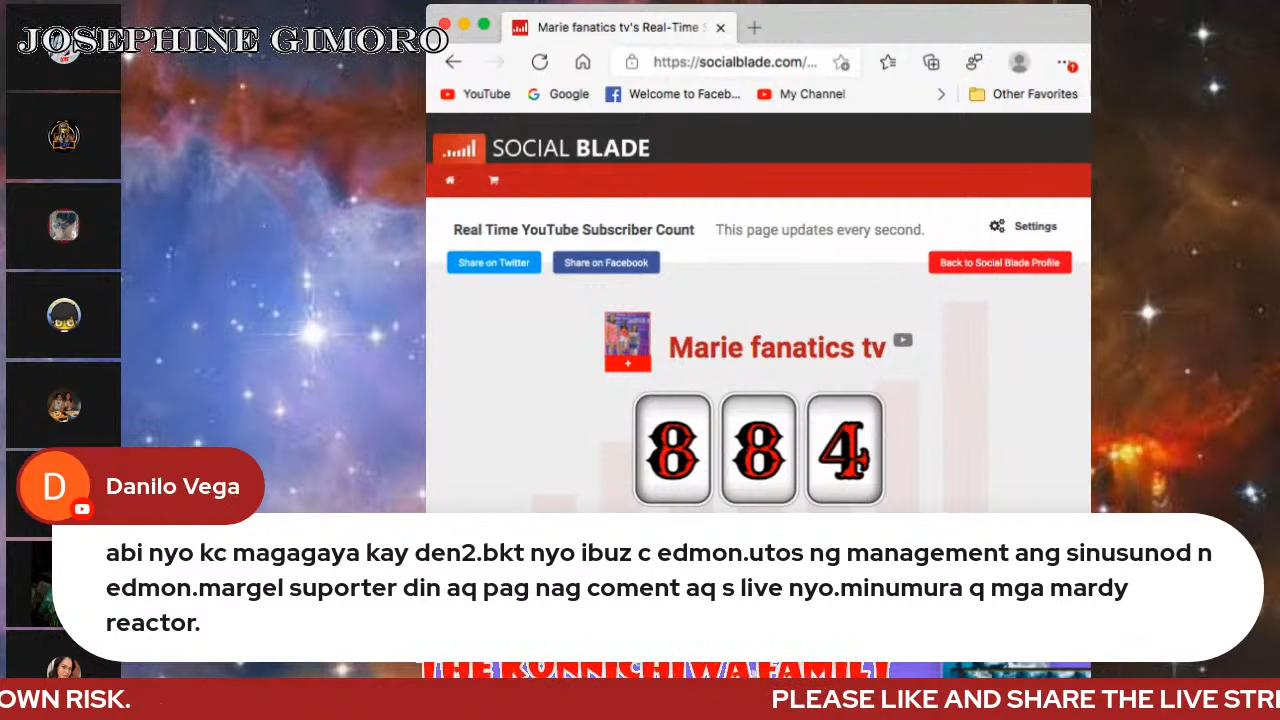 JOSEPHINE GIMORO
Marie fanatics tv's Real-Time S
https://socialblade.com/...
YouTube
Google
Welcome to Faceb...
My Channel
Other Favorites
SOCIAL BLADE
Real Time YouTube Subscriber Count This page updates every second.
Settings
Share on Twitter
Share on Facebook
Back to Social Blade Profile
+
Marie fanatics tv
884
D
Danilo Vega
abi nyo kc magagaya kay den2.bkt nyo ibuz c edmon.utos ng management ang sinusunod n
edmon.margel suporter din aq pag nag coment aq s live nyo.minumura q mga mardy
reactor.
THE KONNICHIWA FAMILY
OWN RISK. PLEASE LIKE AND SHARE THE LIVE STRE